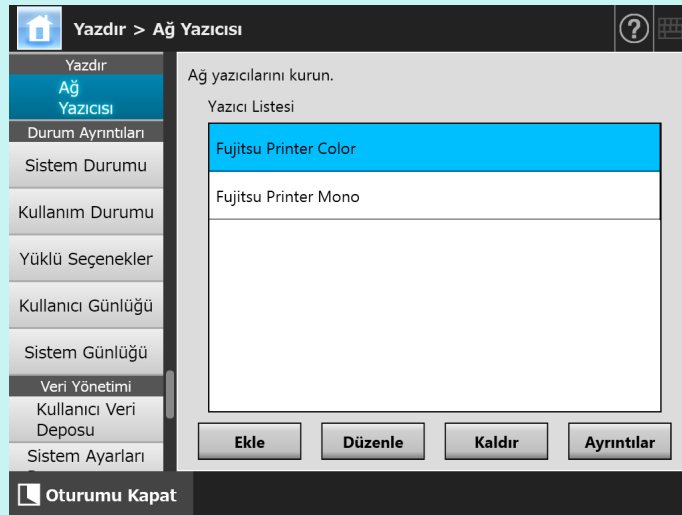 Yazdır > Ağ Yazıcısı
?
Yazdır
Ağ
Yazıcısı
Durum Ayrıntıları
Sistem Durumu
Kullanım Durumu
Yüklü Seçenekler
Kullanıcı Günlüğü
Sistem Günlüğü
Veri Yönetimi
Kullanıcı Veri
Deposu
Sistem Ayarları
Ağ yazıcılarını kurun.
Yazıcı Listesi
Fujitsu Printer Color
Fujitsu Printer Mono
Ekle Düzenle Kaldır Ayrıntılar
Oturumu Kapat